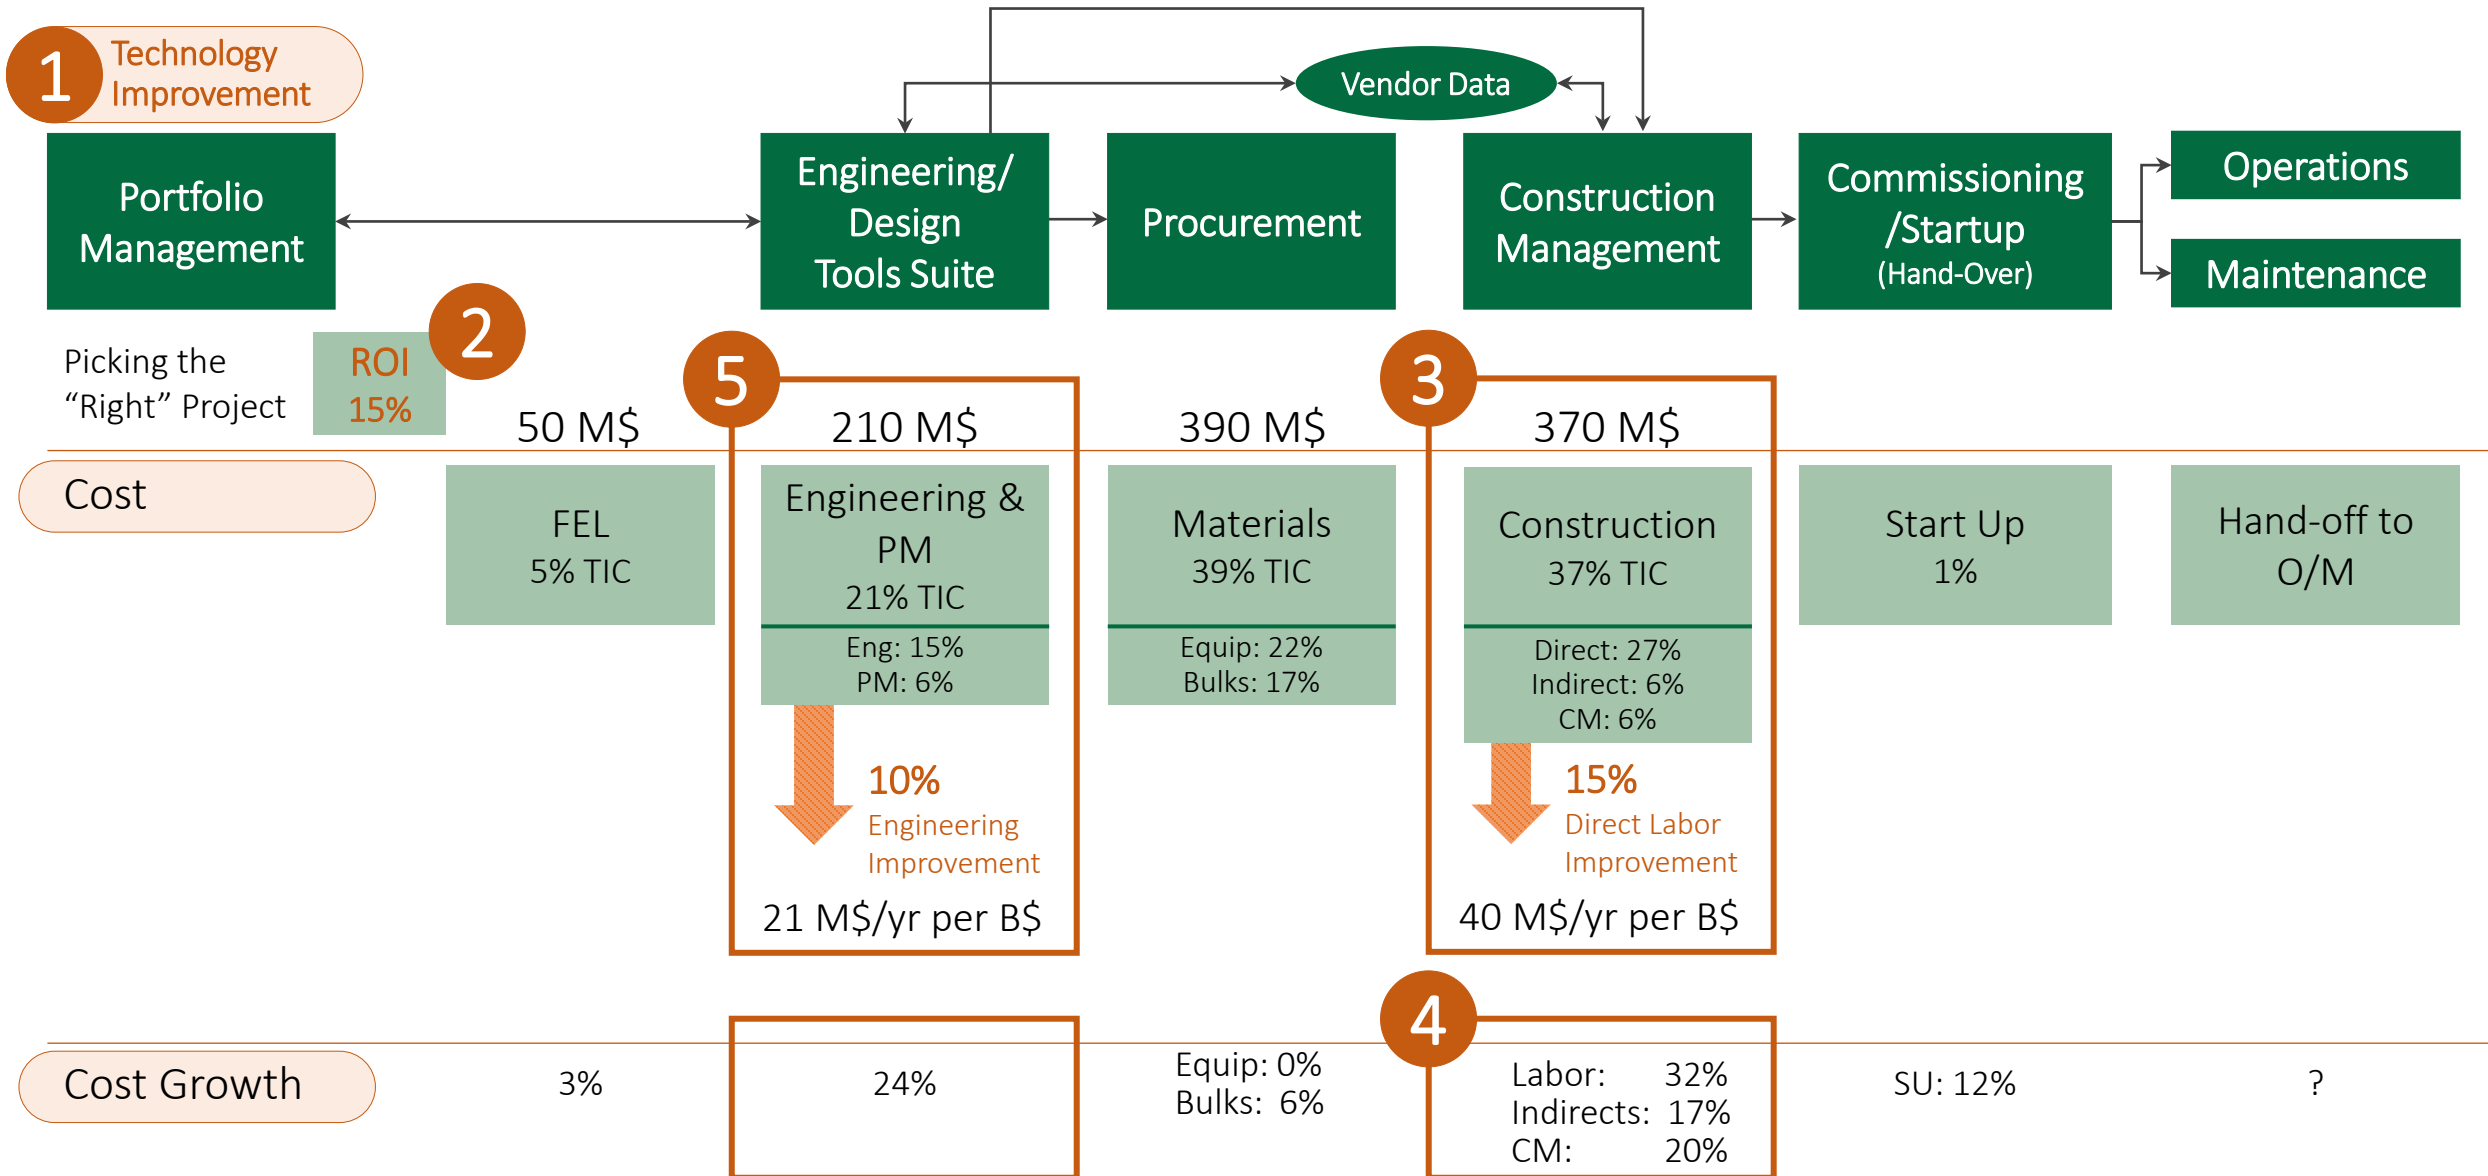 1
Technology
Improvement
Vendor Data
Portfolio
Management
Engineering/
Design
Tools Suite
Procurement
Construction
Management
Commissioning
/Startup
(Hand-Over)
Operations
Maintenance
Picking the
“Right” Project
ROI
15%
2
50 M$
5
210 M$
390 M$
3
370 M$
Cost
FEL
5% TIC
Engineering &
PM
21% TIC
Eng: 15%
PM: 6%
Materials
39% TIC
Equip: 22%
Bulks: 17%
Construction
37% TIC
Direct: 27%
Indirect: 6%
CM: 6%
Start Up
1%
Hand-off to
O/M
10%
Engineering
Improvement
21 M$/yr per B$
15%
Direct Labor
Improvement
40 M$/yr per B$
4
Cost Growth
3%
24%
Equip: 0%
Bulks: 6%
Labor: 32%
Indirects: 17%
CM: 20%
SU: 12%
?